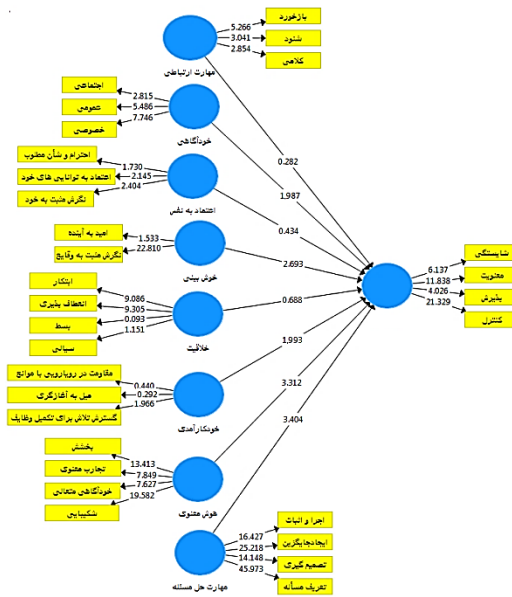 بازخورد
5.266
شنود
3.041
کلامی
2.854
مهارت ارتباطی
0.282
اجتماعی
2.815
عمومی
5.486
خصوصی
7.746
خودآگاهی
1.987
احترام و شأن مطلوب
1.730
اعتماد به توانایی های خود
2.145
نگرش مثبت به خود
2.404
اعتماد به نفس
0.434
امید به آینده
1.533
نگرش مثبت به وقایع
22.810
خوش بینی
2.693
ابتکار
9.086
انعطاف پذیری
9.305
بسط
0.093
سیالی
1.151
خلاقیت
0.688
شایستگی
6.137
معنویت
11.838
پذیرش
4.026
کنترل
21.329
مقاومت در رویارویی با موانع
0.440
میل به آغازگری
0.292
گسترش تلاش برای تکمیل وظایف
1.966
خودکارآمدی
1.993
بخشش
13.413
تجارب معنوی
7.849
خودآگاهی متعالی
7.627
شکیبایی
19.582
هوش معنوی
3.312
اجرا و اثبات
16.427
ایجادجایگزین
25.218
تصمیم گیری
14.148
تعریف مسأله
45.973
مهارت حل مسئله
3.404